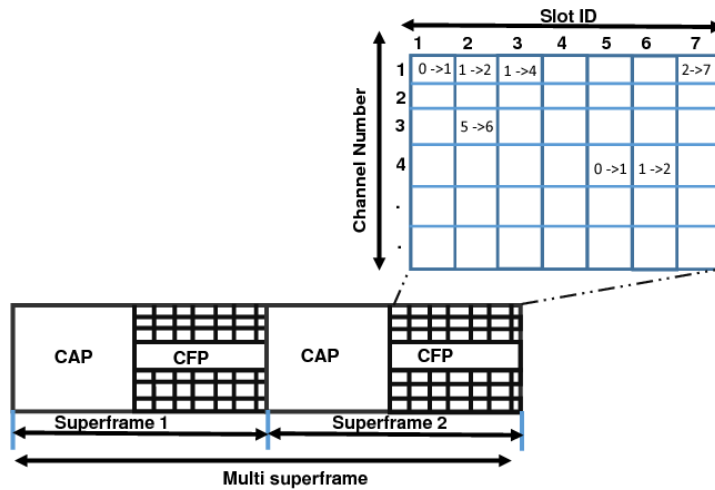 Slot ID
1 2 3 4 5 6 7
Channel Number
1 0 ->1 1 ->2 1 ->4 2->7
2
3 5 ->6
4 0 ->1 1 ->2
.
.
CAP CFP CAP CFP
Superframe 1 Superframe 2
Multi superframe